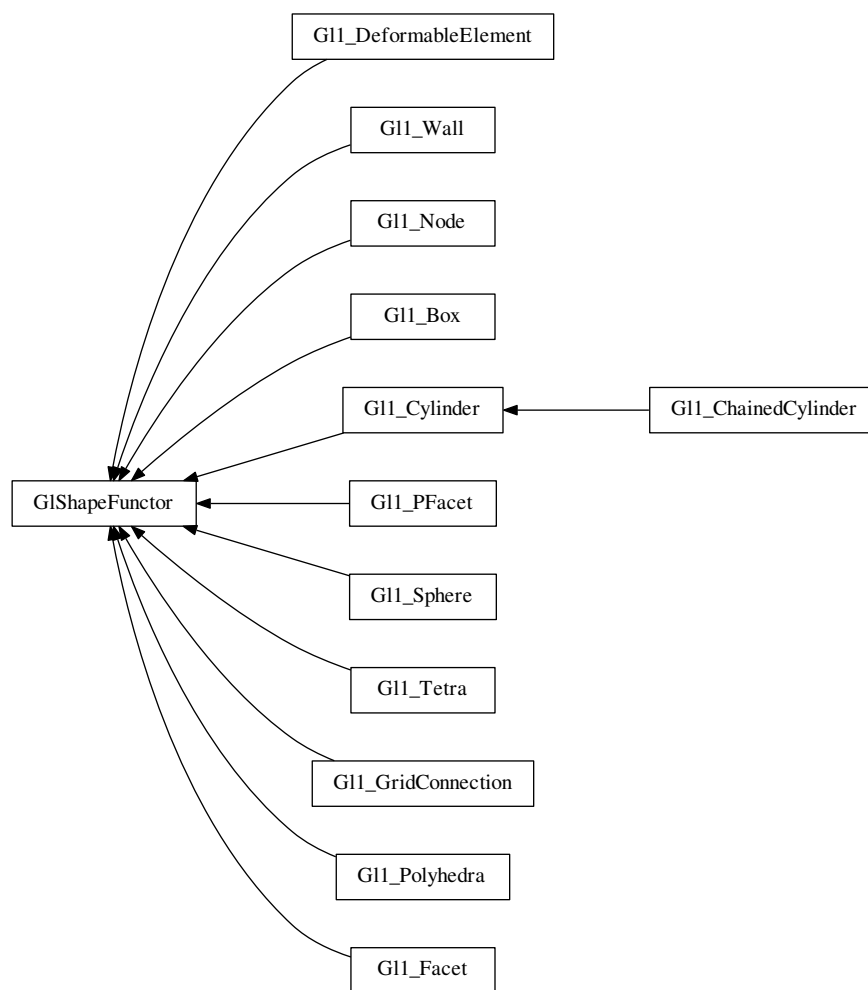 Gl1_DeformableElement
Gl1_Wall
Gl1_Node
Gl1_Box
Gl1_Cylinder
Gl1_ChainedCylinder
GlShapeFunctor
Gl1_PFacet
Gl1_Sphere
Gl1_Tetra
Gl1_GridConnection
Gl1_Polyhedra
Gl1_Facet